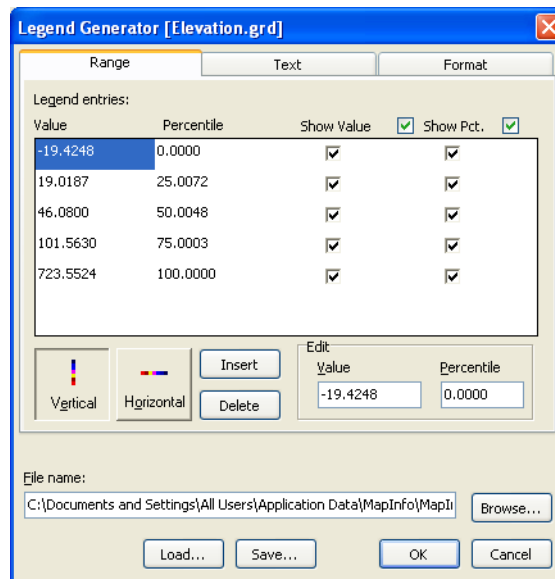 Legend Generator [Elevation.grd]
Range Text Format
Legend entries:
Value Percentile Show Value Show Pct.
-19.4248 0.0000
19.0187 25.0072
46.0800 50.0048
101.5630 75.0003
723.5524 100.0000
Vertical Horizontal
Insert
Delete
Edit
Value Percentile
-19.4248 0.0000
File name:
C:\Documents and Settings\All Users\Application Data\MapInfo\MapI
Browse...
Load... Save... OK Cancel